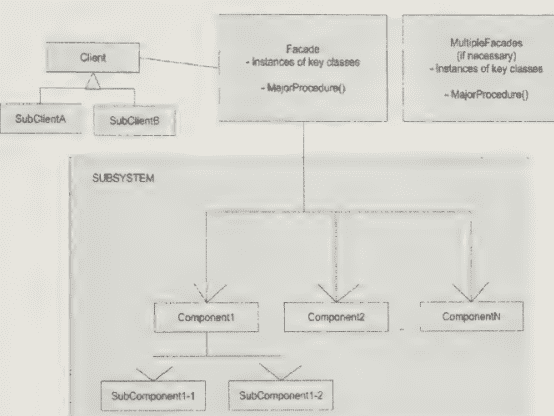 Client
SubClientA
SubClientB
Facade
- Instances of key classes
- MajorProcedure()
MultipleFacades
(if necessary)
- Instances of key classes
- MajorProcedure()
SUBSYSTEM
Component1
Component2
ComponentN
SubComponent1-1
SubComponent1-2